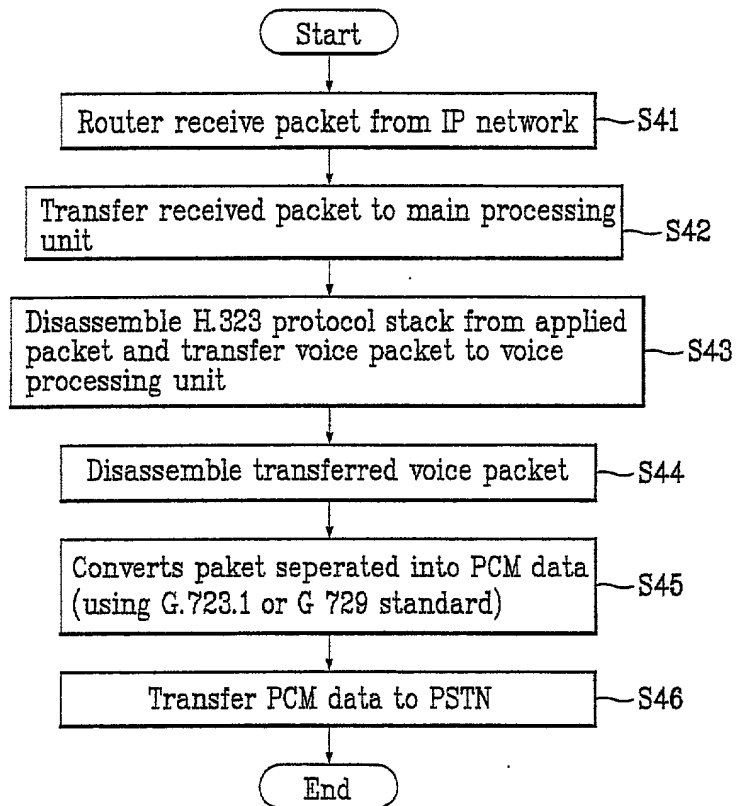 Start
Router receive packet from IP network
S41
Transfer received packet to main processing
unit
S42
Disassemble H.323 protocol stack from applied
packet and transfer voice packet to voice
processing unit
S43
Disassemble transferred voice packet
S44
Converts paket seperated into PCM data
(using G.723.1 or G 729 standard)
S45
Transfer PCM data to PSTN
S46
End